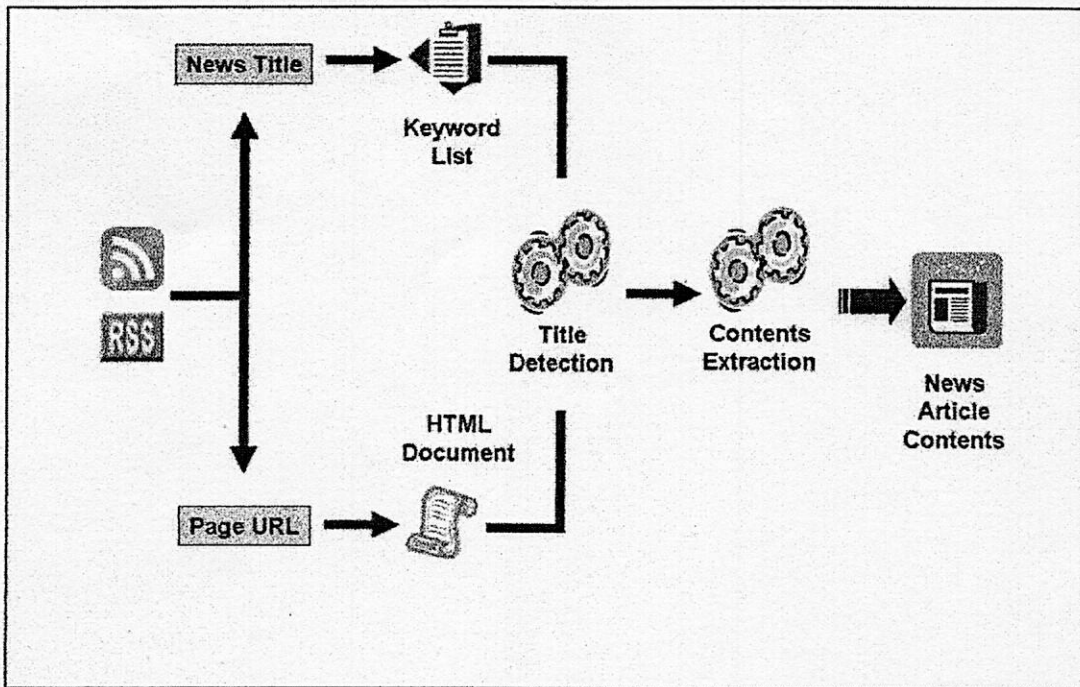 News Title
Keyword
List
RSS
Title
Detection
Contents
Extraction
News
Article
Contents
HTML
Document
Page URL